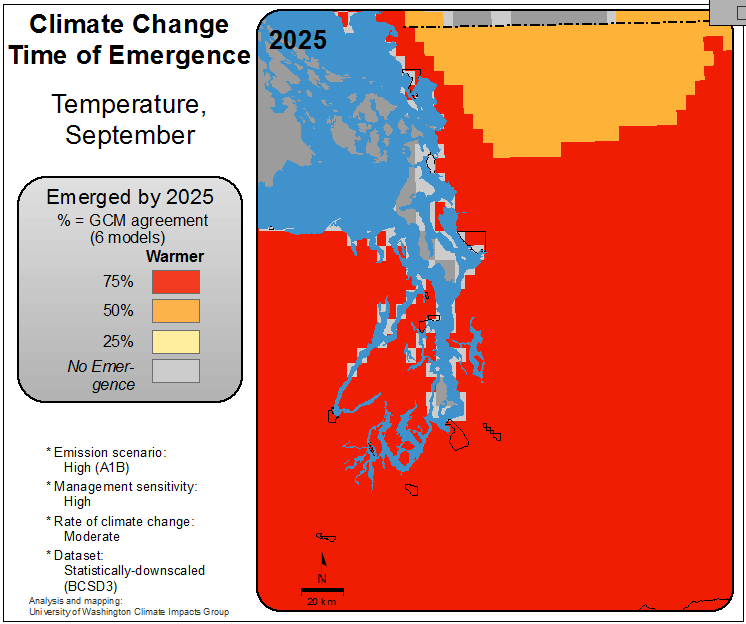 Climate Change
Time of Emergence
2025
Temperature,
September
Emerged by 2025
% = GCM agreement
(6 models)
Warmer
75%
50%
25%
No Emer-
gence
* Emission scenario:
High (A1B)
* Management sensitivity:
High
* Rate of climate change:
Moderate
* Dataset:
Statistically-downscaled
(BCSD3)
Analysis and mapping:
University of Washington Climate Impacts Group
N
20 km